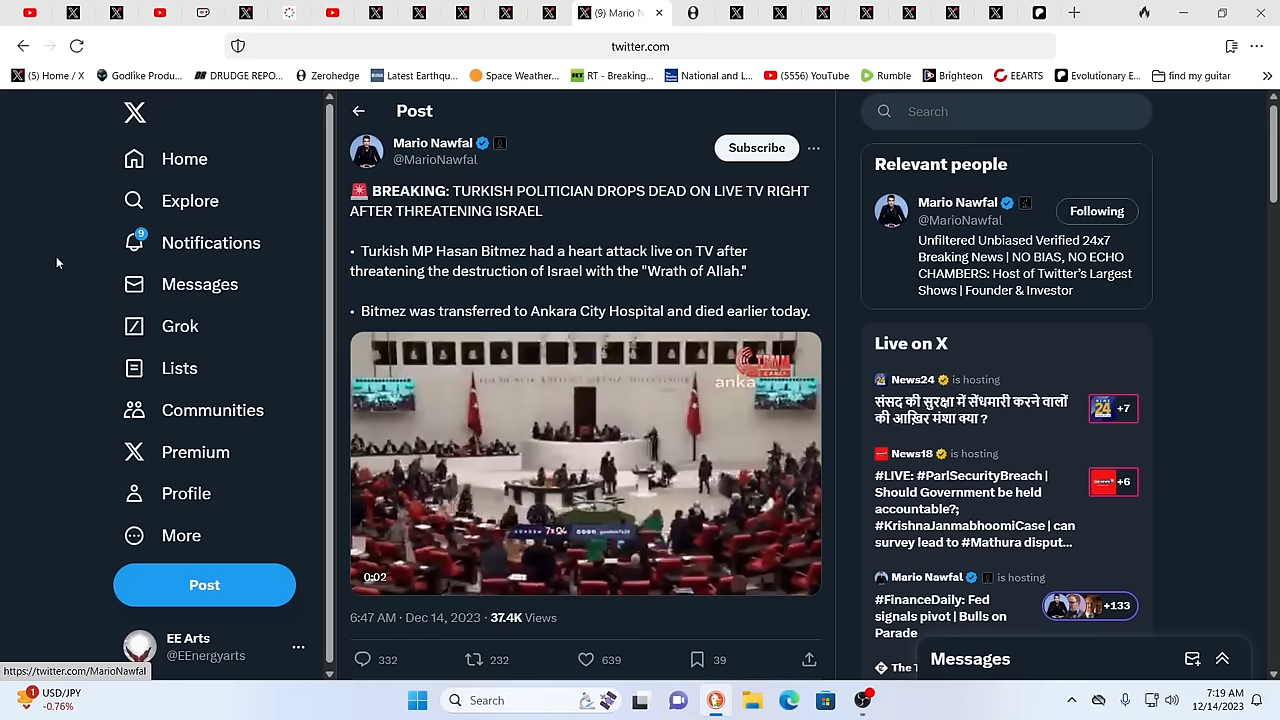 (9) Mario N
twitter.com
(5) Home / X
Godlike Produ...
DRUDGE REPO...
Zerohedge
Latest Earthqu...
Space Weather...
RT - Breaking...
National and L...
(5556) YouTube
Rumble
Brighteon
EEARTS
Evolutionary E...
find my guitar
Home
Explore
9
Notifications
Messages
Grok
Lists
Communities
Premium
Profile
More
Post
EE Arts
@EEnergyarts
https://twitter.com/MarioNawfal
Post
Mario Nawfal
@MarioNawfal
Subscribe
BREAKING: TURKISH POLITICIAN DROPS DEAD ON LIVE TV RIGHT
AFTER THREATENING ISRAEL
• Turkish MP Hasan Bitmez had a heart attack live on TV after
threatening the destruction of Israel with the "Wrath of Allah."
• Bitmez was transferred to Ankara City Hospital and died earlier today.
TBMM
CANLI
anka
0:02
6:47 AM · Dec 14, 2023 · 37.4K Views
332
232
639
39
Search
Relevant people
Mario Nawfal
@MarioNawfal
Following
Unfiltered Unbiased Verified 24x7
Breaking News | NO BIAS, NO ECHO
CHAMBERS: Host of Twitter's Largest
Shows | Founder & Investor
Live on X
News24 is hosting
संसद की सुरक्षा में सेंधमारी करने वालों
की आख़िर मंशा क्या ?
24
+7
News18 is hosting
#LIVE: #ParlSecurityBreach |
Should Government be held
accountable?;
#KrishnaJanmabhoomiCase | can
survey lead to #Mathura disput...
+6
Mario Nawfal is hosting
#FinanceDaily: Fed
signals pivot | Bulls on
Parade
+133
The T
Messages
1
USD/JPY
-0.76%
Search
7:19 AM
12/14/2023